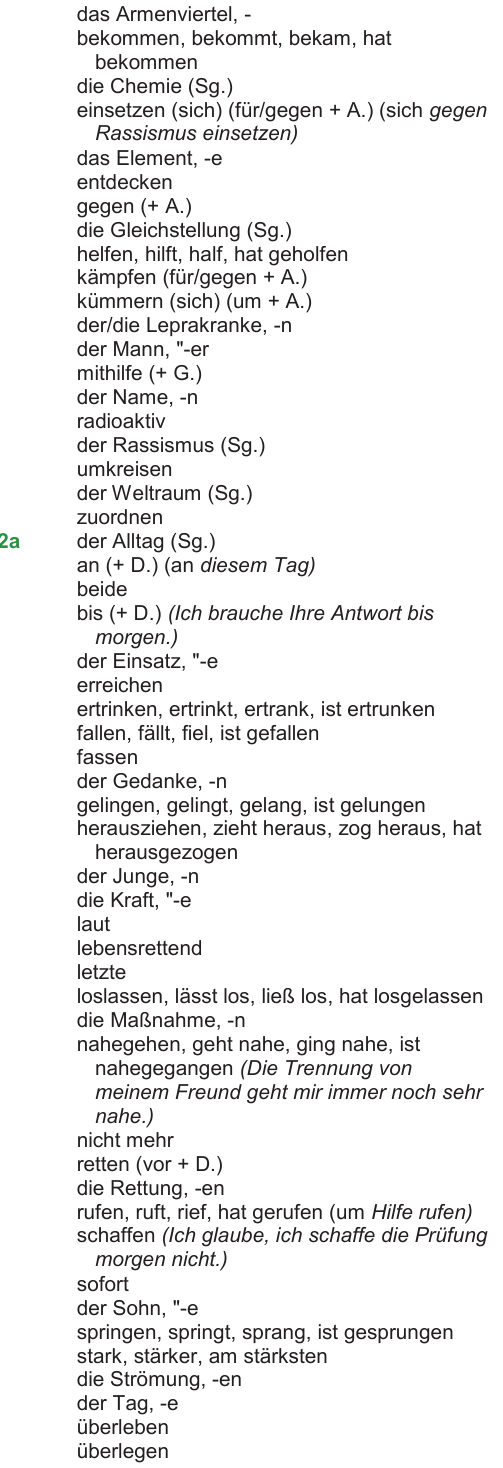 das Armenviertel, -
bekommen, bekommt, bekam, hat
bekommen
die Chemie (Sg.)
einsetzen (sich) (für/gegen + A.) (sich gegen
Rassismus einsetzen)
das Element, -e
entdecken
gegen (+ A.)
die Gleichstellung (Sg.)
helfen, hilft, half, hat geholfen
kämpfen (für/gegen + A.)
kümmern (sich) (um + A.)
der/die Leprakranke, -n
der Mann, "-er
mithilfe (+ G.)
der Name, -n
radioaktiv
der Rassismus (Sg.)
umkreisen
der Weltraum (Sg.)
zuordnen
2a der Alltag (Sg.)
an (+ D.) (an diesem Tag)
beide
bis (+ D.) (Ich brauche Ihre Antwort bis
morgen.)
der Einsatz, "-e
erreichen
ertrinken, ertrinkt, ertrank, ist ertrunken
fallen, fällt, fiel, ist gefallen
fassen
der Gedanke, -n
gelingen, gelingt, gelang, ist gelungen
herausziehen, zieht heraus, zog heraus, hat
herausgezogen
der Junge, -n
die Kraft, "-e
laut
lebensrettend
letzte
loslassen, lässt los, ließ los, hat losgelassen
die Maßnahme, -n
nahegehen, geht nahe, ging nahe, ist
nahegegangen (Die Trennung von
meinem Freund geht mir immer noch sehr
nahe.)
nicht mehr
retten (vor + D.)
die Rettung, -en
rufen, ruft, rief, hat gerufen (um Hilfe rufen)
schaffen (Ich glaube, ich schaffe die Prüfung
morgen nicht.)
sofort
der Sohn, "-e
springen, springt, sprang, ist gesprungen
stark, stärker, am stärksten
die Strömung, -en
der Tag, -e
überleben
überlegen